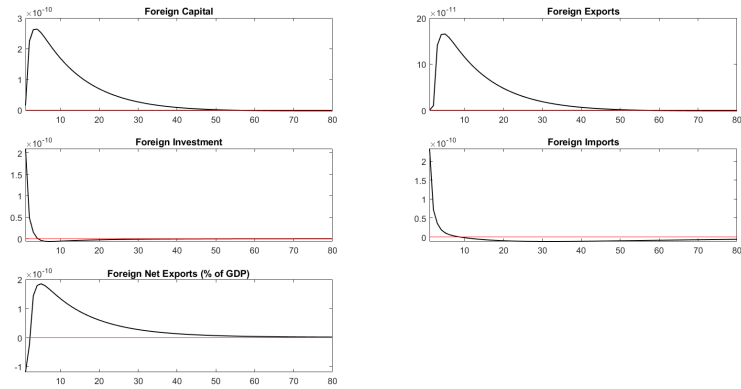 ×10-10 Foreign Capital
3
2
1
0
10 20 30 40 50 60 70 80
×10-11 Foreign Exports
20
10
0
10 20 30 40 50 60 70 80
×10-10 Foreign Investment
2
1.5
1
0.5
0
10 20 30 40 50 60 70 80
×10-10 Foreign Imports
2
1.5
1
0.5
0
10 20 30 40 50 60 70 80
×10-10 Foreign Net Exports (% of GDP)
2
1
0
-1
10 20 30 40 50 60 70 80